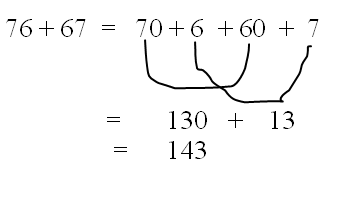 76 + 67 = 70 + 6 + 60 + 7
= 130 + 13
= 143